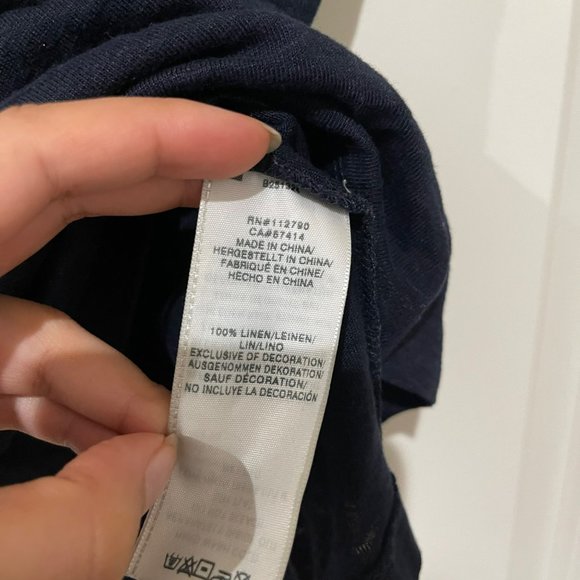 RN#112790
CA#57414
MADE IN CHINA/
HERGESTELLT IN CHINA/
FABRIQUÉ EN CHINE/
HECHO EN CHINA
100% LINEN/LEINEN/
LIN/LINO
EXCLUSIVE OF DECORATION/
AUSGENOMMEN DEKORATION/
SAUF DÉCORATION/
NO INCLUYE LA DECORACIÓN